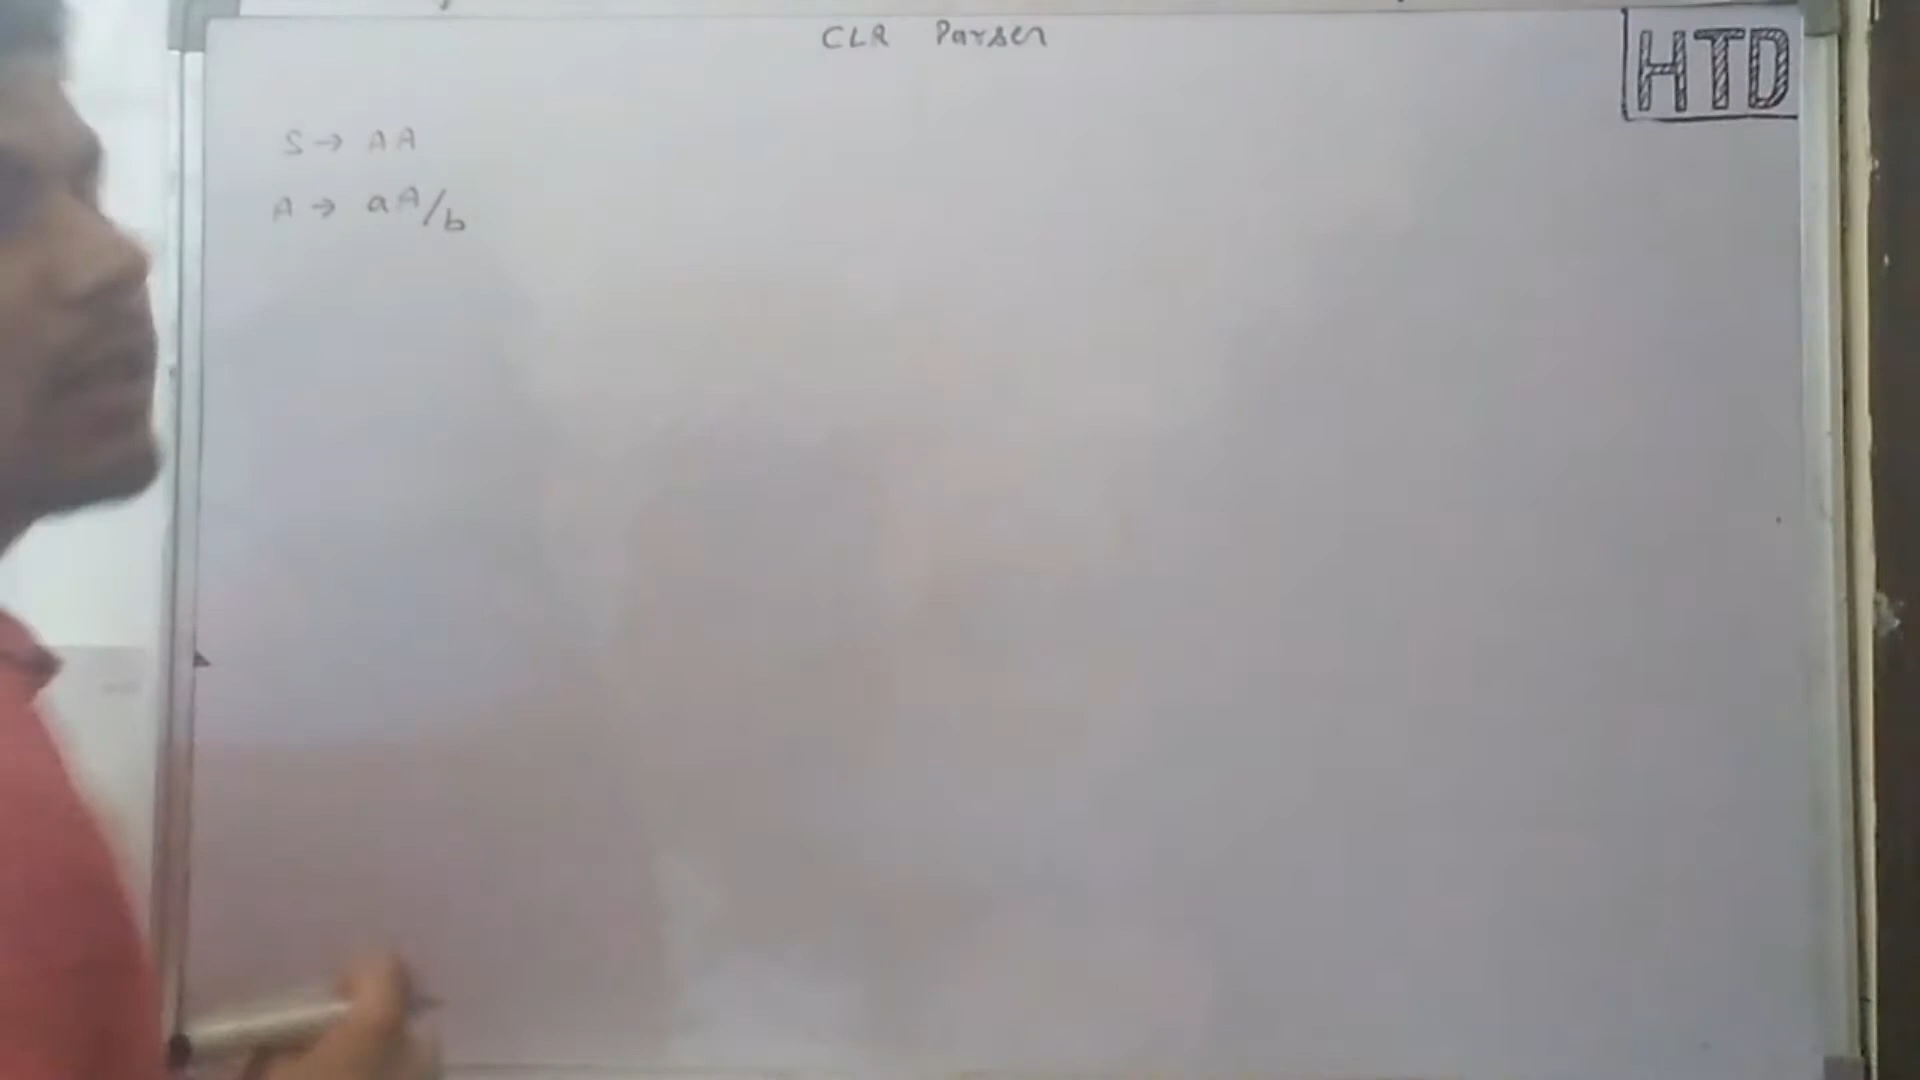 CLR Parser
HTD
S → AA
A → aA/b